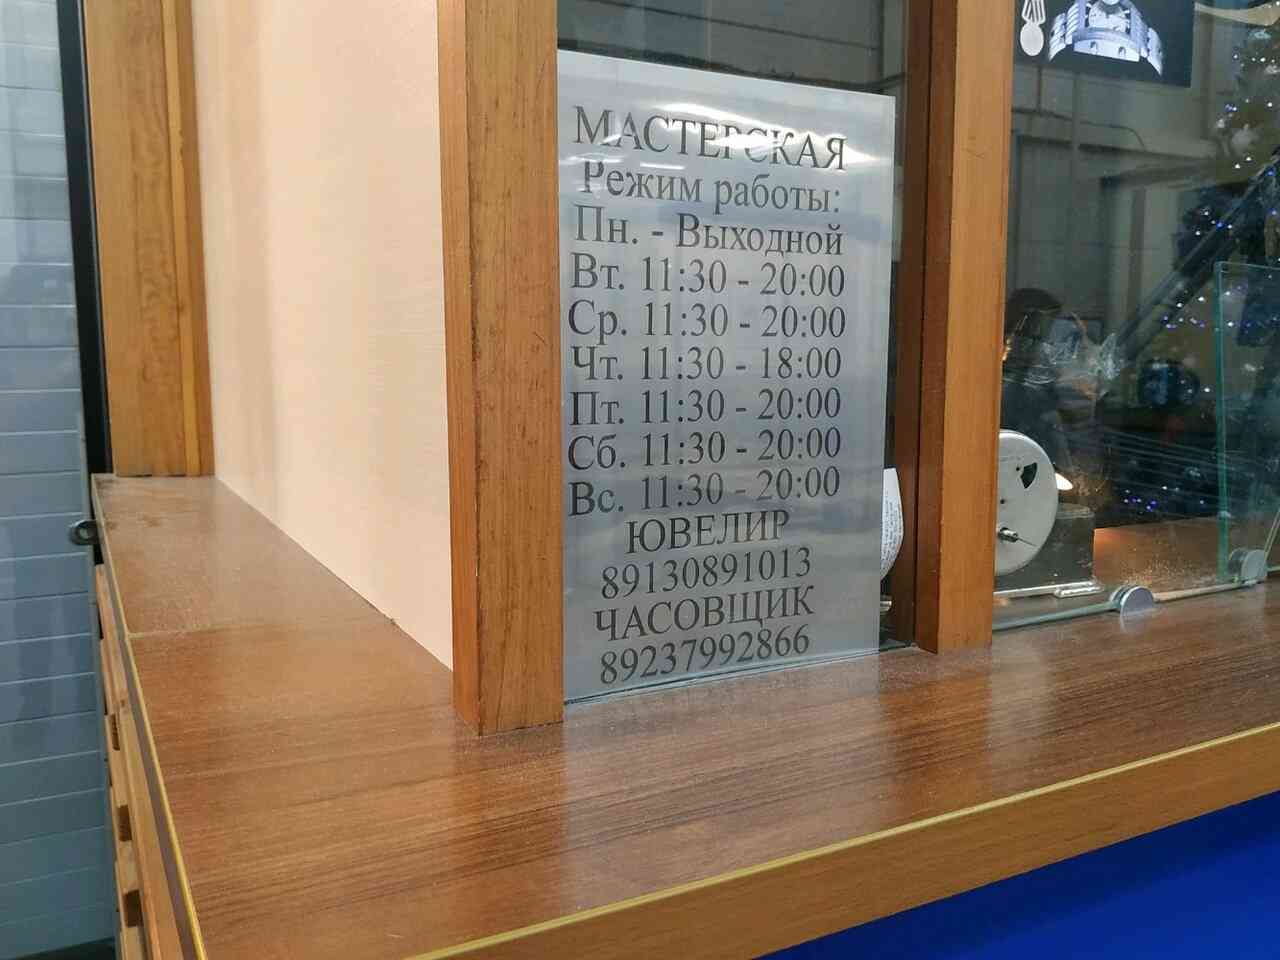 МАСТЕРСКАЯ
Режим работы:
Пн. - Выходной
Вт. 11:30 - 20:00
Ср. 11:30 - 20:00
Чт. 11:30 - 18:00
Пт. 11:30 - 20:00
Сб. 11:30 - 20:00
Вс. 11:30 - 20:00
ЮВЕЛИР
89130891013
ЧАСОВЩИК
89237992866